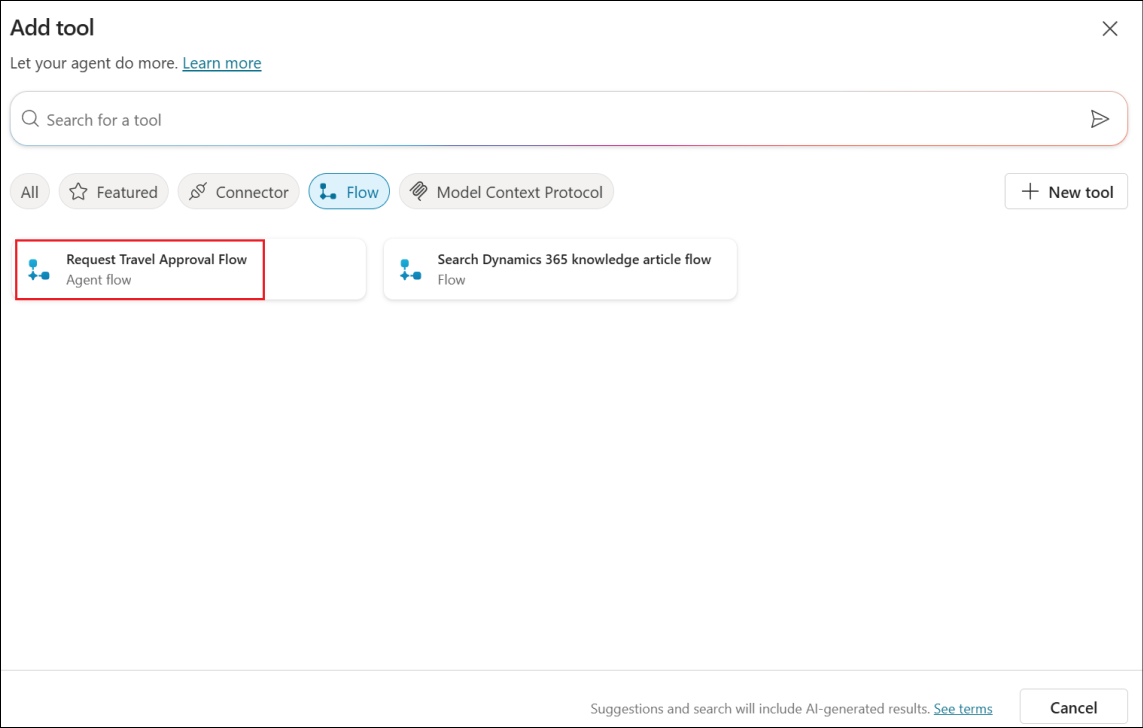 Add tool
Let your agent do more. Learn more
Search for a tool
All Featured Connector Flow Model Context Protocol New tool
Request Travel Approval Flow Search Dynamics 365 knowledge article flow
Agent flow Flow
Suggestions and search will include AI-generated results. See terms Cancel